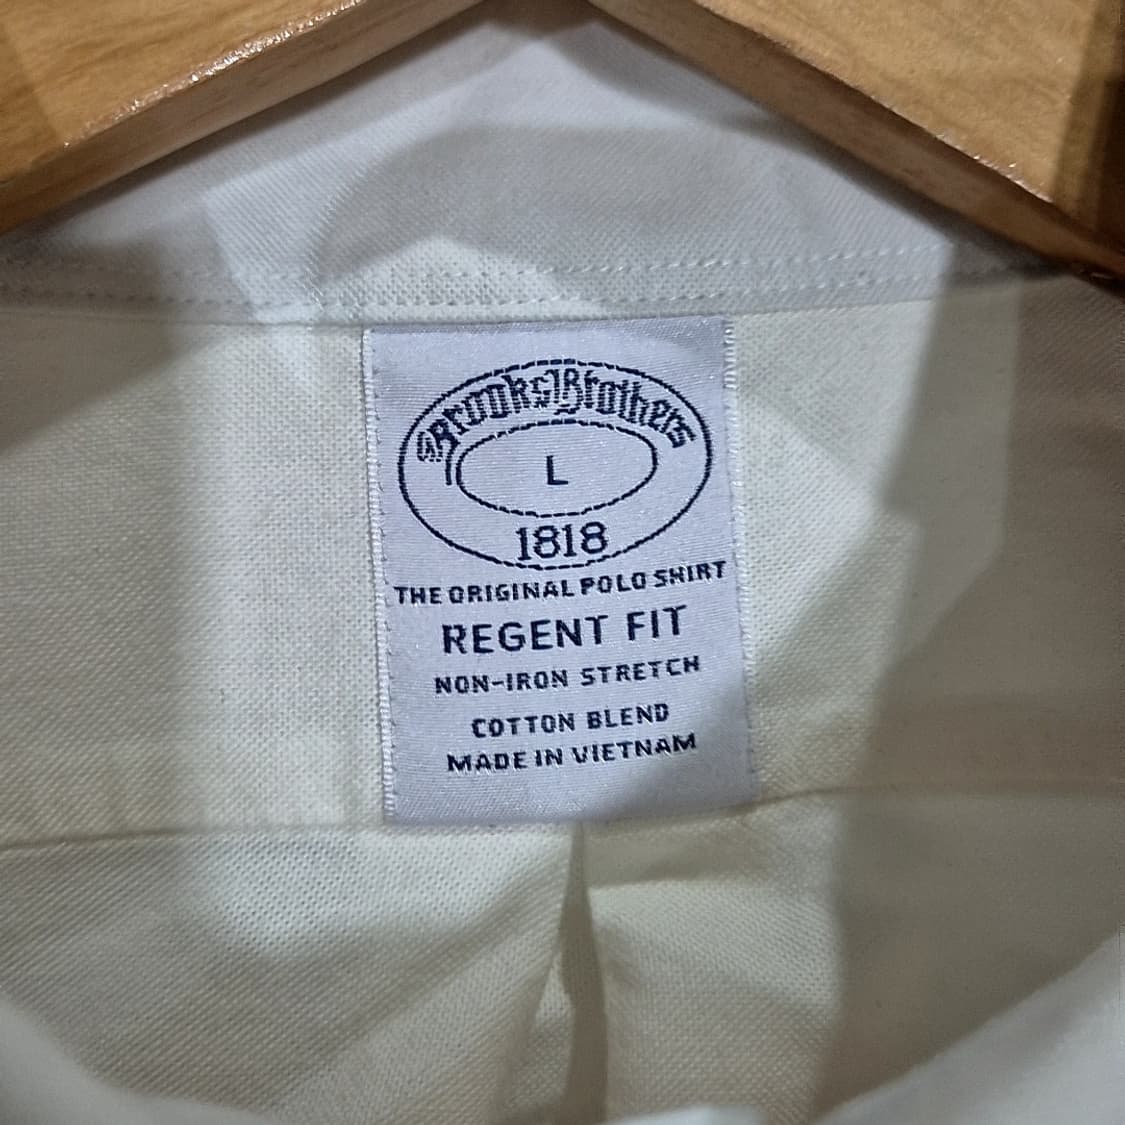 Brooks Brothers
L
1818
THE ORIGINAL POLO SHIRT
REGENT FIT
NON-IRON STRETCH
COTTON BLEND
MADE IN VIETNAM